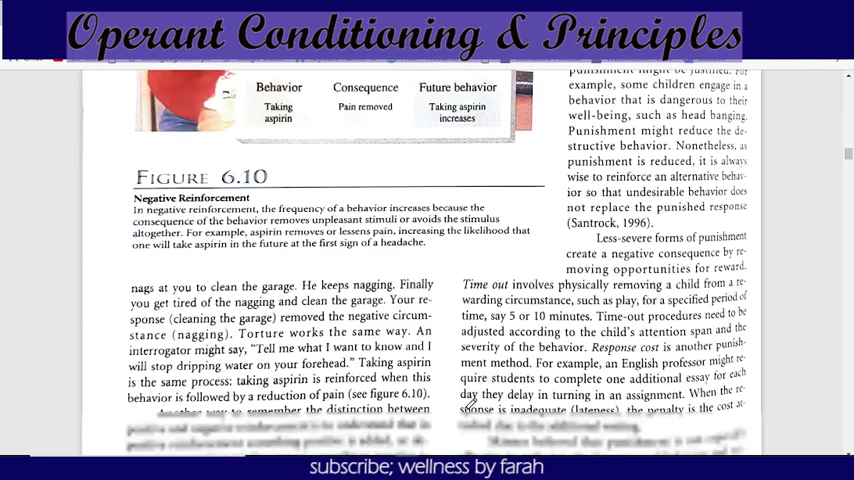 Operant Conditioning & Principles
Behavior Consequence Future behavior
Taking Pain removed Taking aspirin
aspirin increases
FIGURE 6.10
Negative Reinforcement
In negative reinforcement, the frequency of a behavior increases because the
consequence of the behavior removes unpleasant stimuli or avoids the stimulus
altogether. For example, aspirin removes or lessens pain, increasing the likelihood that
one will take aspirin in the future at the first sign of a headache.
nags at you to clean the garage. He keeps nagging. Finally
you get tired of the nagging and clean the garage. Your re-
sponse (cleaning the garage) removed the negative circum-
stance (nagging). Torture works the same way. An
interrogator might say, "Tell me what I want to know and I
will stop dripping water on your forehead." Taking aspirin
is the same process: taking aspirin is reinforced when this
behavior is followed by a reduction of pain (see figure 6.10).
Another way to remember the distinction between
punishment might be justified. For
example, some children engage in a
behavior that is dangerous to their
well-being, such as head banging.
Punishment might reduce the de-
structive behavior. Nonetheless, as
punishment is reduced, it is always
wise to reinforce an alternative behav-
ior so that undesirable behavior does
not replace the punished response
(Santrock, 1996).
Less-severe forms of punishment
create a negative consequence by re-
moving opportunities for reward.
Time out involves physically removing a child from a re-
warding circumstance, such as play, for a specified period of
time, say 5 or 10 minutes. Time-out procedures need to be
adjusted according to the child's attention span and the
severity of the behavior. Response cost is another punish-
ment method. For example, an English professor might re-
quire students to complete one additional essay for each
day they delay in turning in an assignment. When the re-
sponse is inadequate (lateness), the penalty is the cost at-
subscribe; wellness by farah